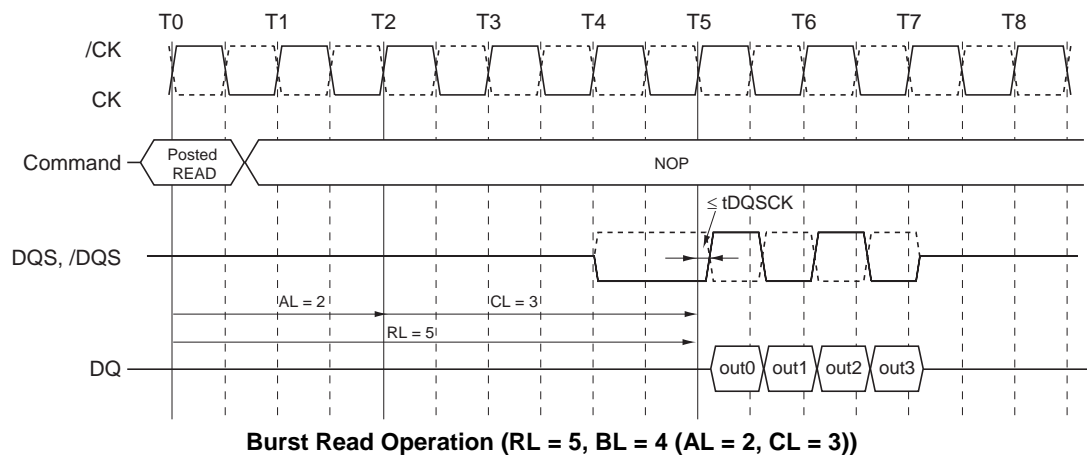 T0 T1 T2 T3 T4 T5 T6 T7 T8
/CK
CK
Command
Posted
READ
NOP
≤ tDQSCK
DQS, /DQS
AL = 2
CL = 3
RL = 5
DQ
out0 out1 out2 out3
Burst Read Operation (RL = 5, BL = 4 (AL = 2, CL = 3))